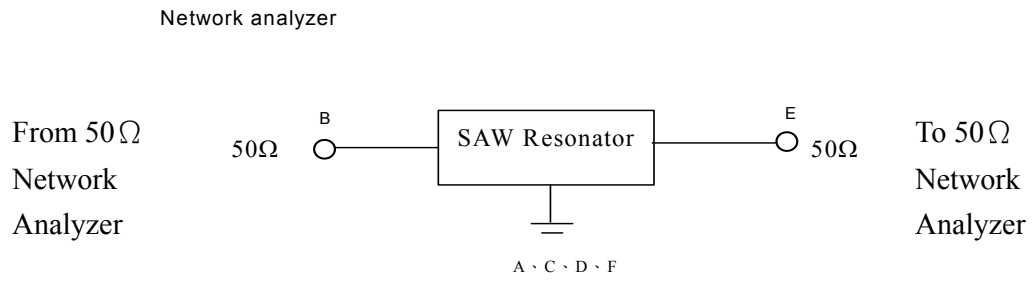 Network analyzer
From 50Ω
Network
Analyzer
50Ω
B
SAW Resonator
E
50Ω
To 50Ω
Network
Analyzer
A、C、D、F